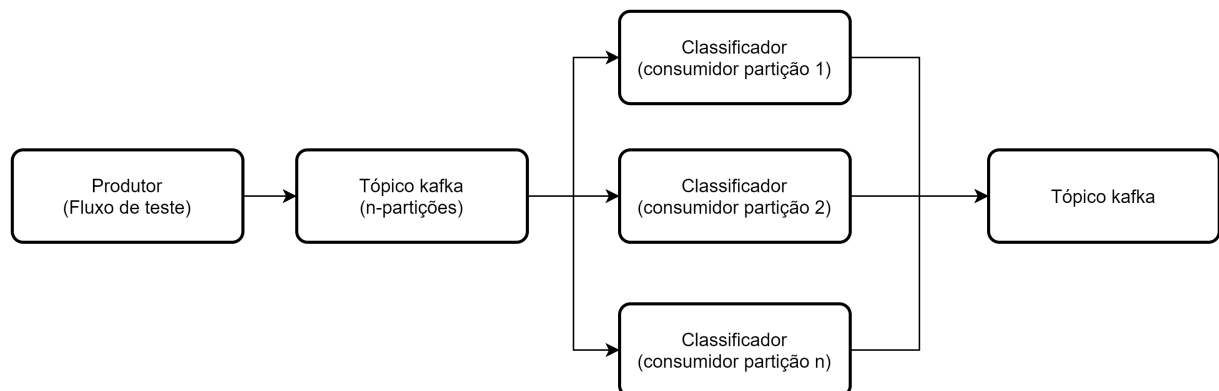 Produtor
(Fluxo de teste)
Tópico kafka
(n-partições)
Classificador
(consumidor partição 1)
Classificador
(consumidor partição 2)
Classificador
(consumidor partição n)
Tópico kafka